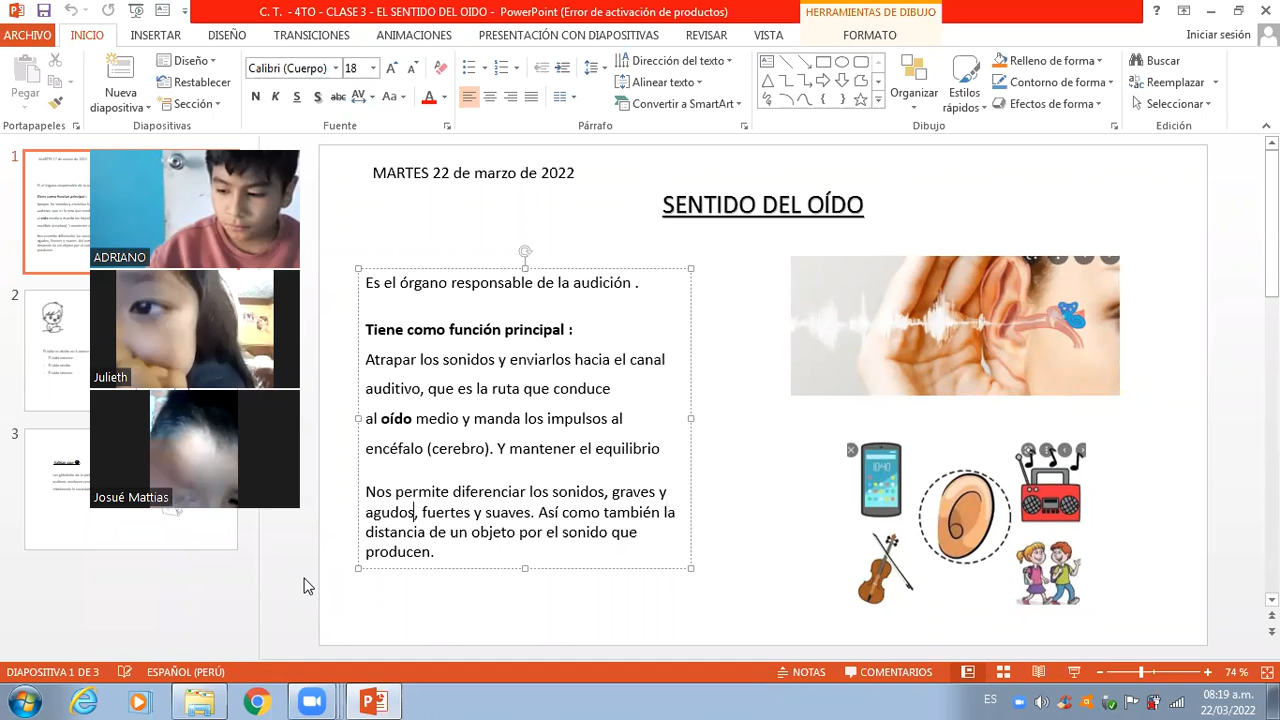 C. T. - 4TO - CLASE 3 - EL SENTIDO DEL OIDO - PowerPoint (Error de activación de productos)
HERRAMIENTAS DE DIBUJO
ARCHIVO INICIO INSERTAR DISEÑO TRANSICIONES ANIMACIONES PRESENTACIÓN CON DIAPOSITIVAS REVISAR VISTA FORMATO Iniciar sesión
Pegar
Nueva diapositiva
Diseño
Restablecer
Sección
Calibri (Cuerpo) 18
N K S S abc AV Aa A
Dirección del texto
Alinear texto
Convertir a SmartArt
Organizar
Estilos rápidos
Relleno de forma
Contorno de forma
Efectos de forma
Buscar
Reemplazar
Seleccionar
Portapapeles Diapositivas Fuente Párrafo Dibujo Edición
1
2
3
ADRIANO
Julieth
Josué Mattias
MARTES 22 de marzo de 2022
SENTIDO DEL OÍDO
Es el órgano responsable de la audición .
Tiene como función principal :
Atrapar los sonidos y enviarlos hacia el canal
auditivo, que es la ruta que conduce
al oído medio y manda los impulsos al
encéfalo (cerebro). Y mantener el equilibrio
Nos permite diferenciar los sonidos, graves y
agudos, fuertes y suaves. Así como también la
distancia de un objeto por el sonido que
producen.
10:40
DIAPOSITIVA 1 DE 3 ESPAÑOL (PERÚ) NOTAS COMENTARIOS 74 %
ES
08:19 a.m.
22/03/2022